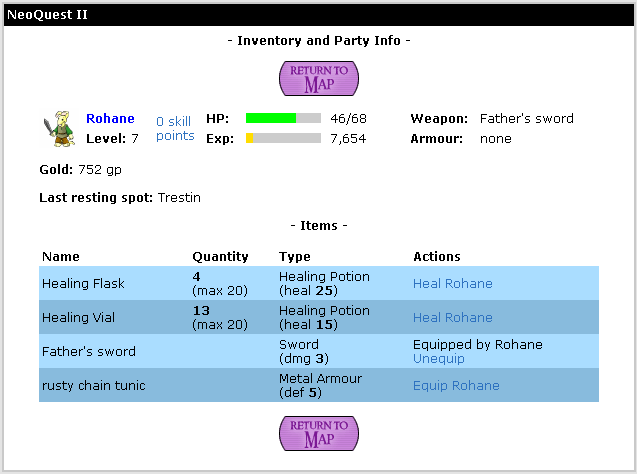 NeoQuest II
- Inventory and Party Info -
RETURN TO
MAP
Rohane
Level: 7
0 skill
points
HP: 46/68
Exp: 7,654
Weapon: Father's sword
Armour: none
Gold: 752 gp
Last resting spot: Trestin
- Items -
Name Quantity Type Actions
Healing Flask 4 Healing Potion Heal Rohane
(max 20) (heal 25)
Healing Vial 13 Healing Potion Heal Rohane
(max 20) (heal 15)
Father's sword Sword Equipped by Rohane
(dmg 3) Unequip
rusty chain tunic Metal Armour Equip Rohane
(def 5)
RETURN TO
MAP